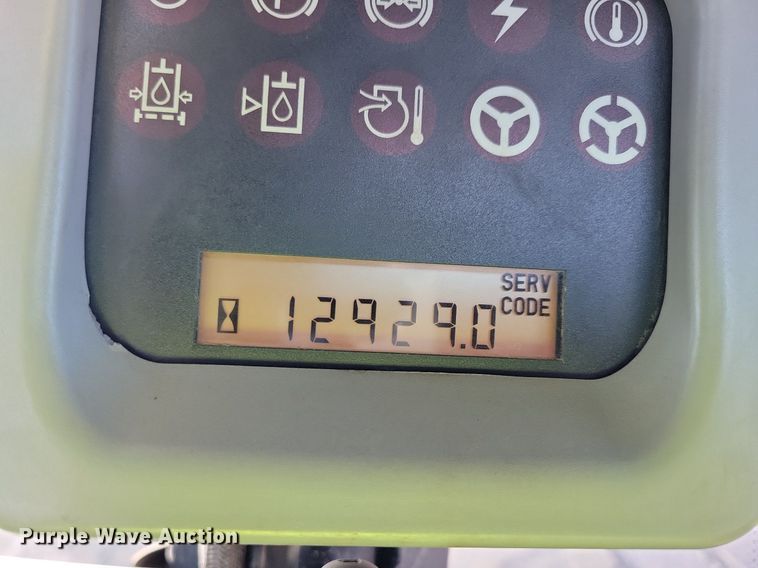 SERV
CODE
12929.0
Purple Wave Auction